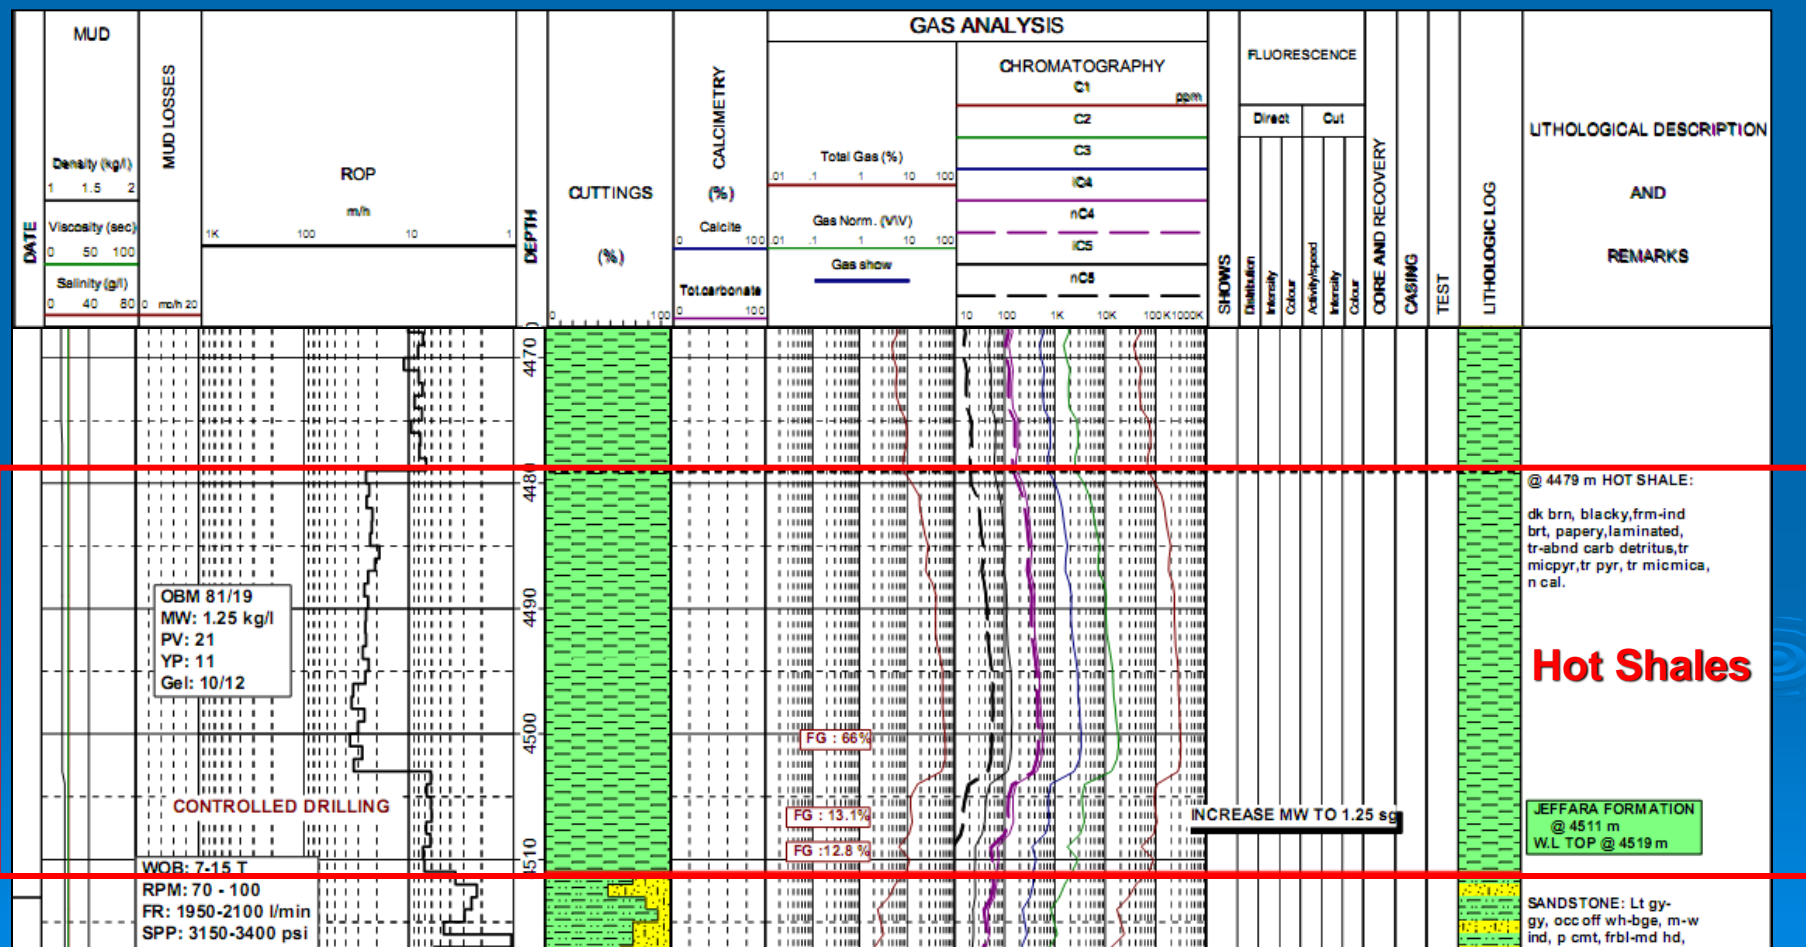 GAS ANALYSIS
MUD
MUD LOSSES
CALCIMETRY
CHROMATOGRAPHY
C1
ppm
C2
C3
iC4
nC4
iC5
nC5
FLUORESCENCE
Direct
Cut
Density (kg/l)
1 1.5 2
Viscosity (sec)
0 50 100
Salinity (g/l)
0 40 80
0 mc/h 20
DATE
ROP
m/h
1K 100 10 1
DEPTH
CUTTINGS
(%)
0 100
(%)
Calcite
0 100
Tot.carbonate
0 100
Total Gas (%)
.01 .1 1 10 100
Gas Norm. (V\V)
.01 .1 1 10 100
Gas show
10 100 1K 10K 100K 1000K
SHOWS
Distribution
Intensity
Colour
Activity/speed
Intensity
Colour
CORE AND RECOVERY
CASING
TEST
LITHOLOGIC LOG
LITHOLOGICAL DESCRIPTION
AND
REMARKS
4470
4480
4490
4500
4510
@ 4479 m HOT SHALE:
dk brn, blacky,frm-ind
brt, papery,laminated,
tr-abnd carb detritus,tr
micpyr,tr pyr, tr micmica,
n cal.
OBM 81/19
MW: 1.25 kg/l
PV: 21
YP: 11
Gel: 10/12
Hot Shales
FG : 66%
CONTROLLED DRILLING
FG : 13.1%
FG :12.8 %
INCREASE MW TO 1.25 sg
JEFFARA FORMATION
@ 4511 m
W.L TOP @ 4519 m
WOB: 7-15 T
RPM: 70 - 100
FR: 1950-2100 l/min
SPP: 3150-3400 psi
SANDSTONE: Lt gy-
gy, occ off wh-bge, m-w
ind, p cmt, frbl-md hd,